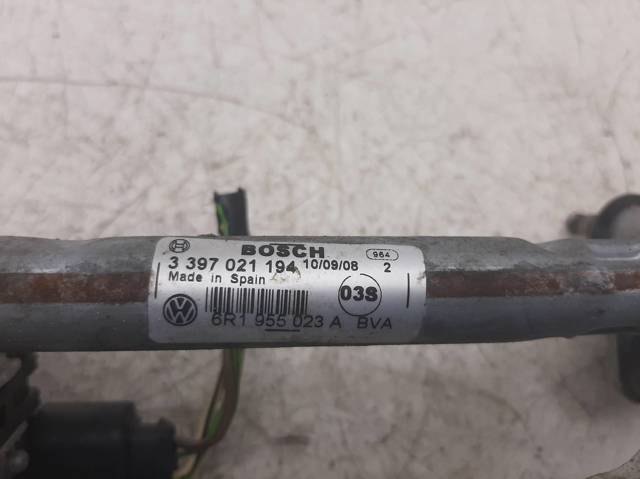 BOSCH 964
3 397 021 194 10/09/08 2
Made in Spain
03S
6R1 955 023 A BVA